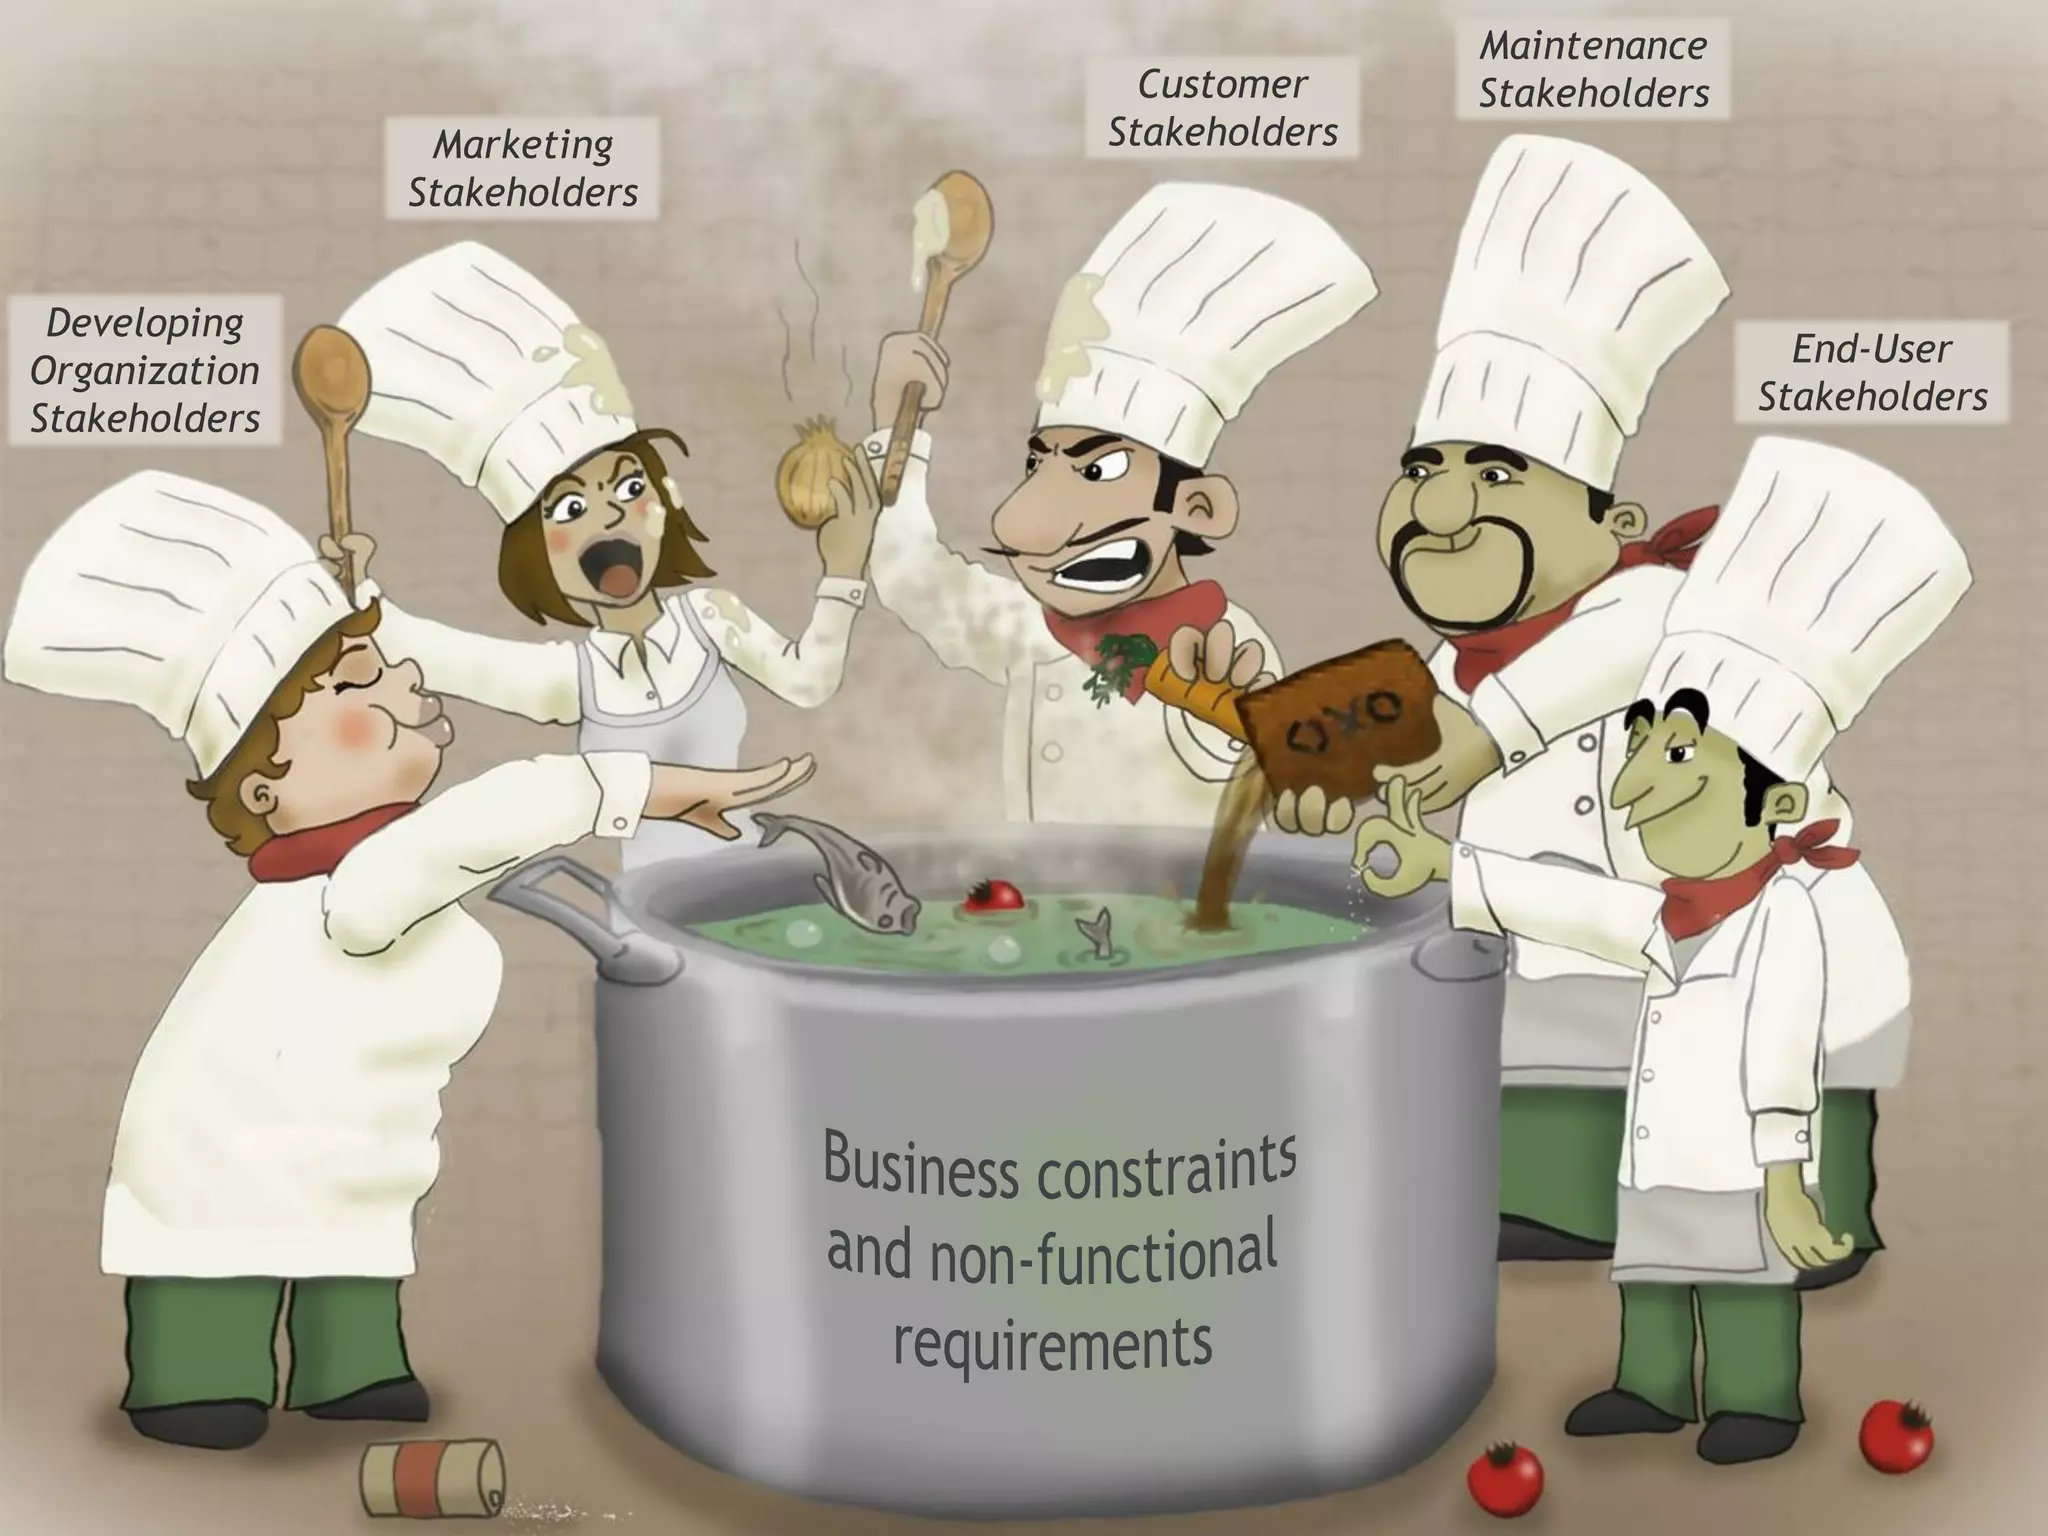 Maintenance
Stakeholders
Customer
Stakeholders
Marketing
Stakeholders
Developing
Organization
Stakeholders
End-User
Stakeholders
OXO
Business constraints
and non-functional
requirements